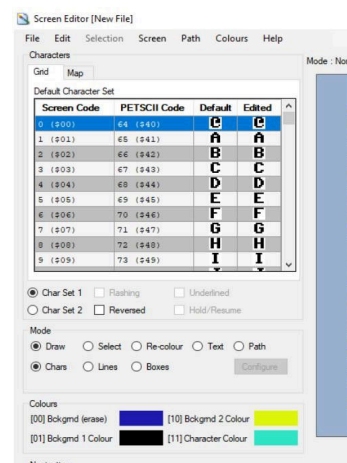 Screen Editor [New File]
File Edit Selection Screen Path Colours Help
Characters
Mode : Nor
Grid Map
Default Character Set
Screen Code PETSCII Code Default Edited
0 ($00) 64 ($40) @ @
1 ($01) 65 ($41) A A
2 ($02) 66 ($42) B B
3 ($03) 67 ($43) C C
4 ($04) 68 ($44) D D
5 ($05) 69 ($45) E E
6 ($06) 70 ($46) F F
7 ($07) 71 ($47) G G
8 ($08) 72 ($48) H H
9 ($09) 73 ($49) I I
Char Set 1 Flashing Underlined
Char Set 2 Reversed Hold/Resume
Mode
Draw Select Re-colour Text Path
Chars Lines Boxes Configure
Colours
[00] Bckgrnd (erase) [10] Bckgrnd 2 Colour
[01] Bckgrnd 1 Colour [11] Character Colour